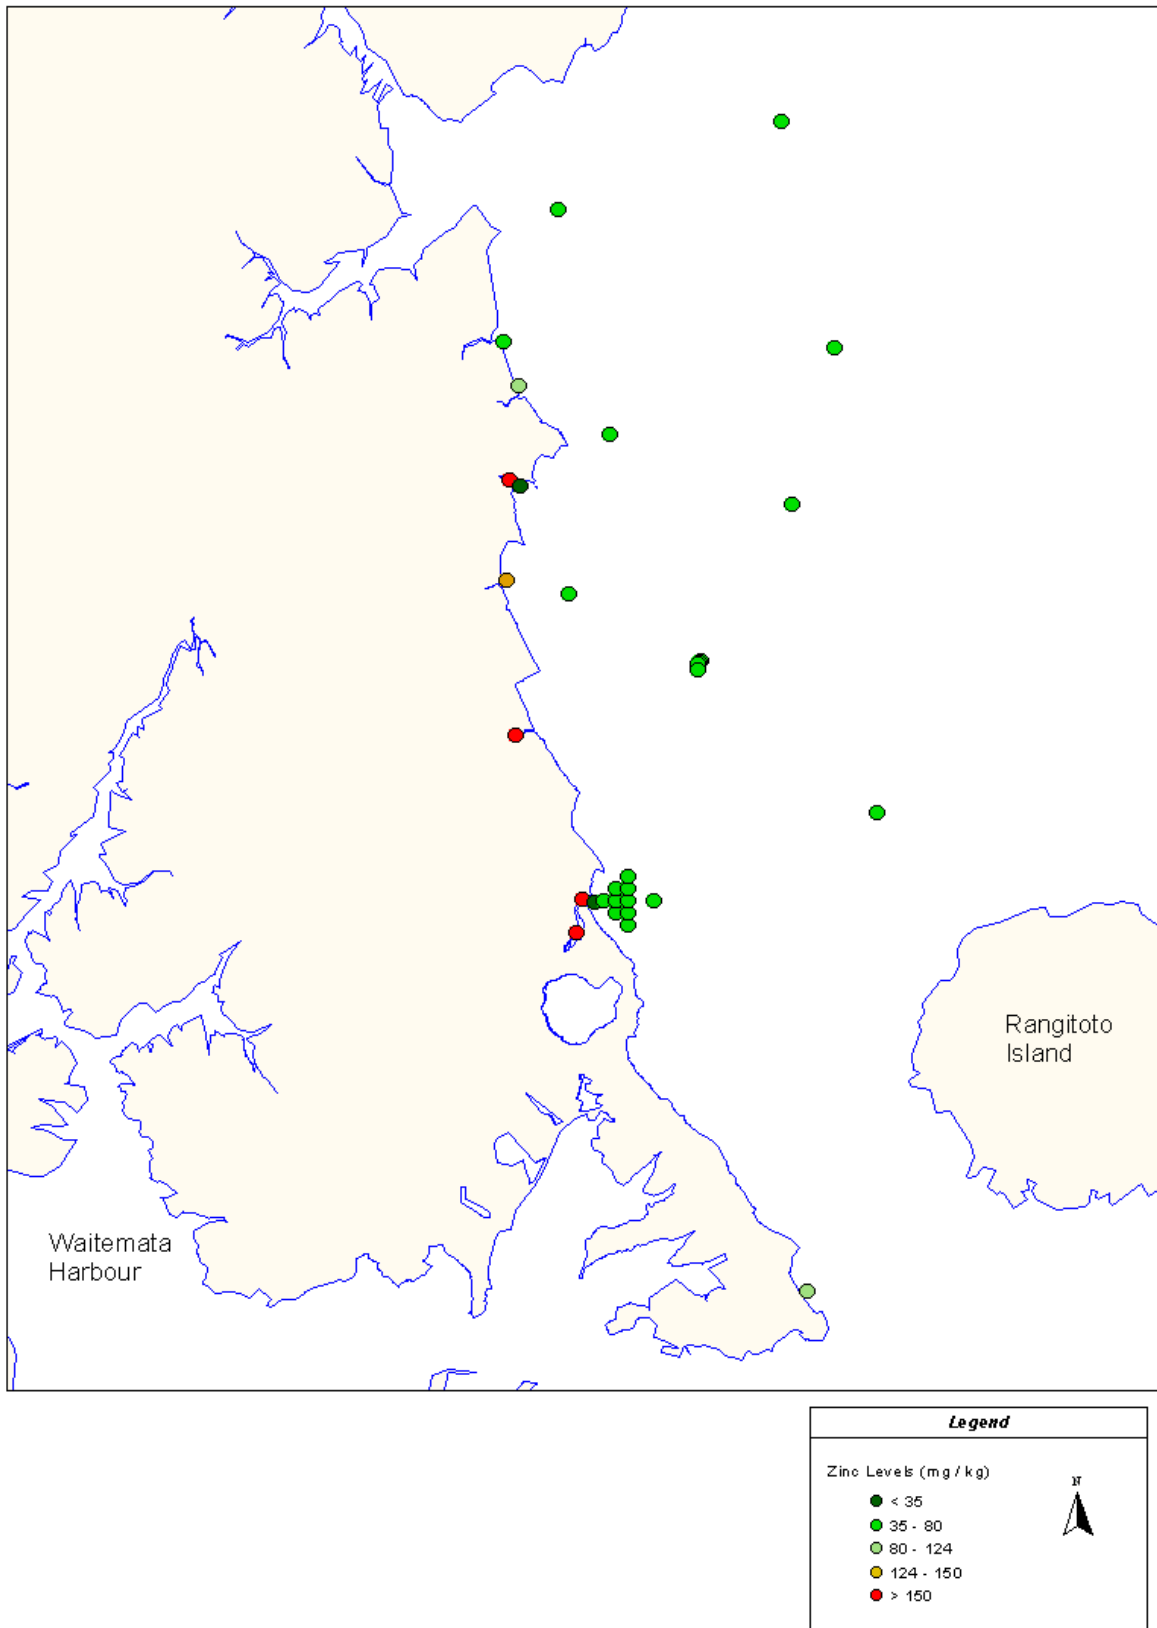 Rangitoto
Island
Waitemata
Harbour
Legend
Zinc Levels (mg / kg)
N
< 35
35 - 80
80 - 124
124 - 150
> 150